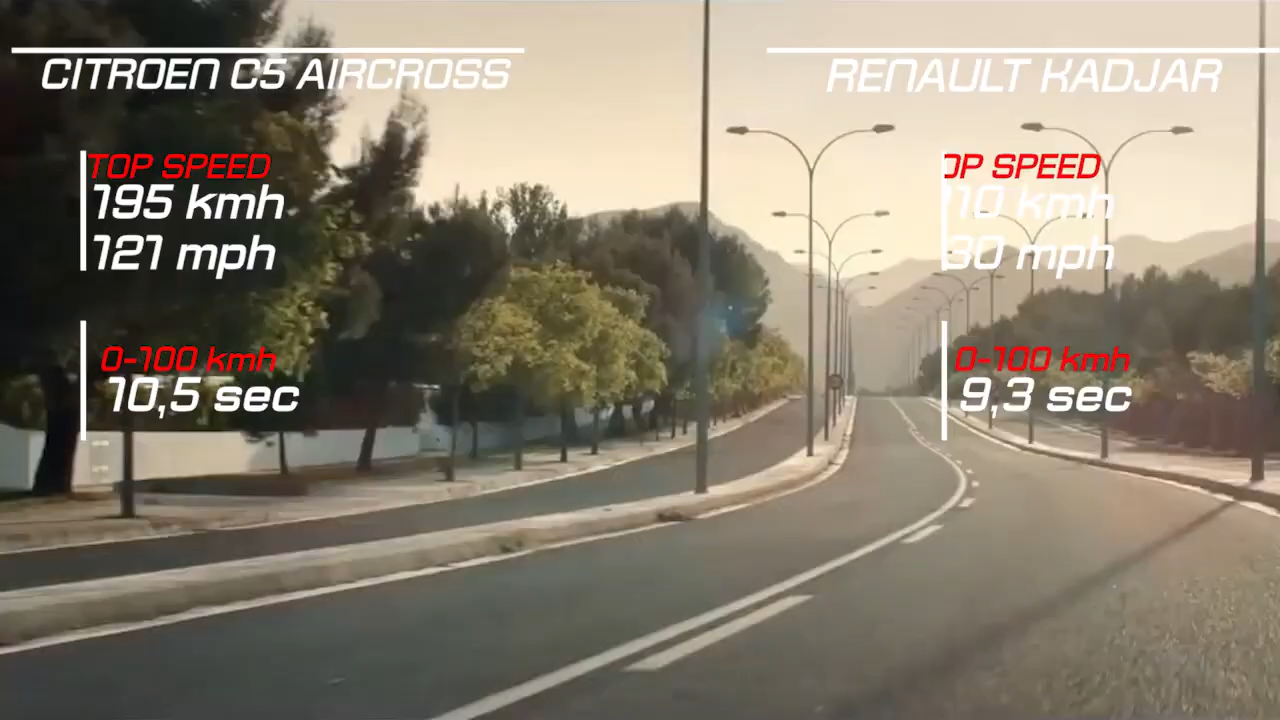 CITROEN C5 AIRCROSS
TOP SPEED
195 kmh
121 mph
0-100 kmh
10,5 sec
RENAULT KADJAR
OP SPEED
10 kmh
30 mph
0-100 kmh
9,3 sec